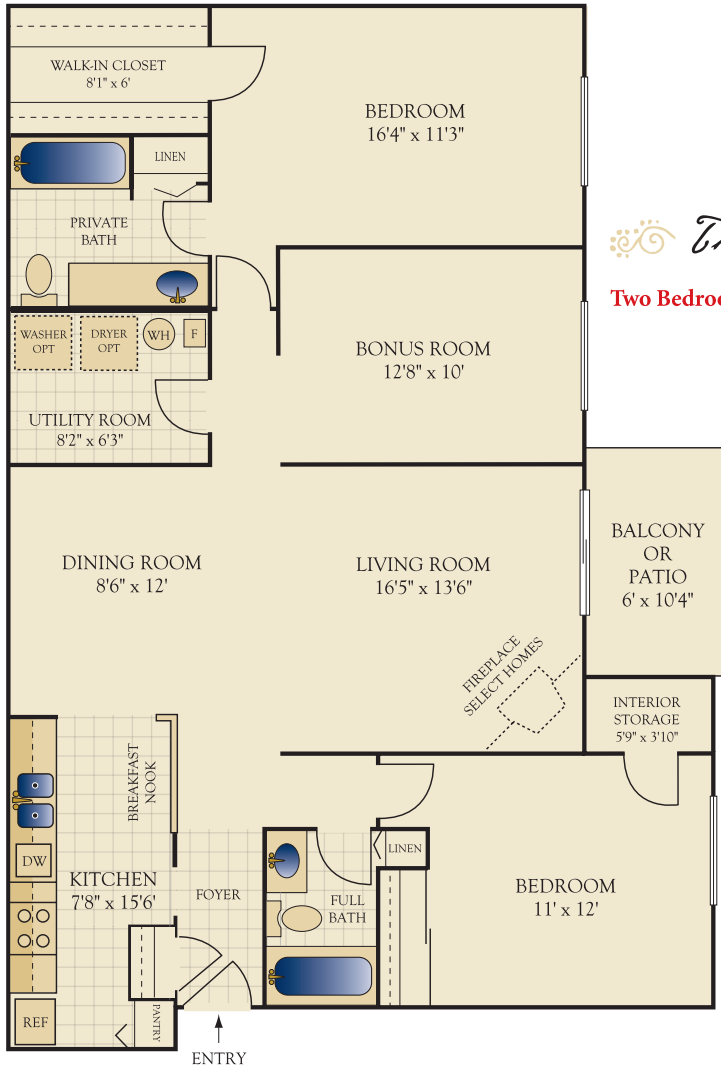 WALK-IN CLOSET
8'1" x 6'
BEDROOM
16'4" x 11'3"
LINEN
PRIVATE
BATH
Two Bedroo
WASHER
OPT
DRYER
OPT
WH
F
BONUS ROOM
12'8" x 10'
UTILITY ROOM
8'2" x 6'3"
DINING ROOM
8'6" x 12'
LIVING ROOM
16'5" x 13'6"
BALCONY
OR
PATIO
6' x 10'4"
FIREPLACE
SELECT HOMES
INTERIOR
STORAGE
5'9" x 3'10"
BREAKFAST
NOOK
DW
KITCHEN
7'8" x 15'6'
FOYER
LINEN
FULL
BATH
BEDROOM
11' x 12'
REF
PANTRY
ENTRY